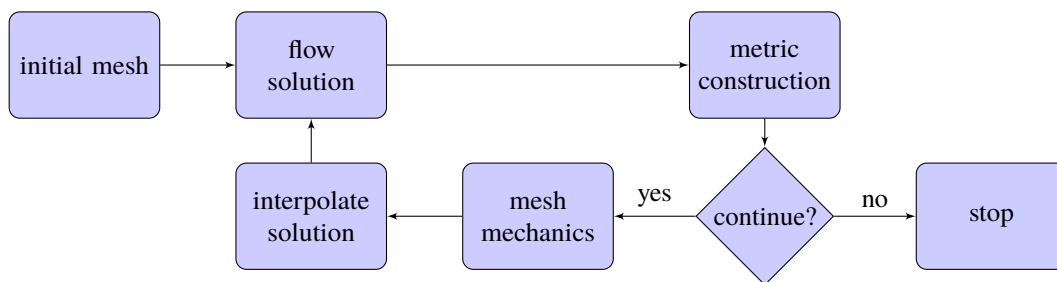 initial mesh
flow
solution
metric
construction
interpolate
solution
mesh
mechanics
yes
continue?
no
stop